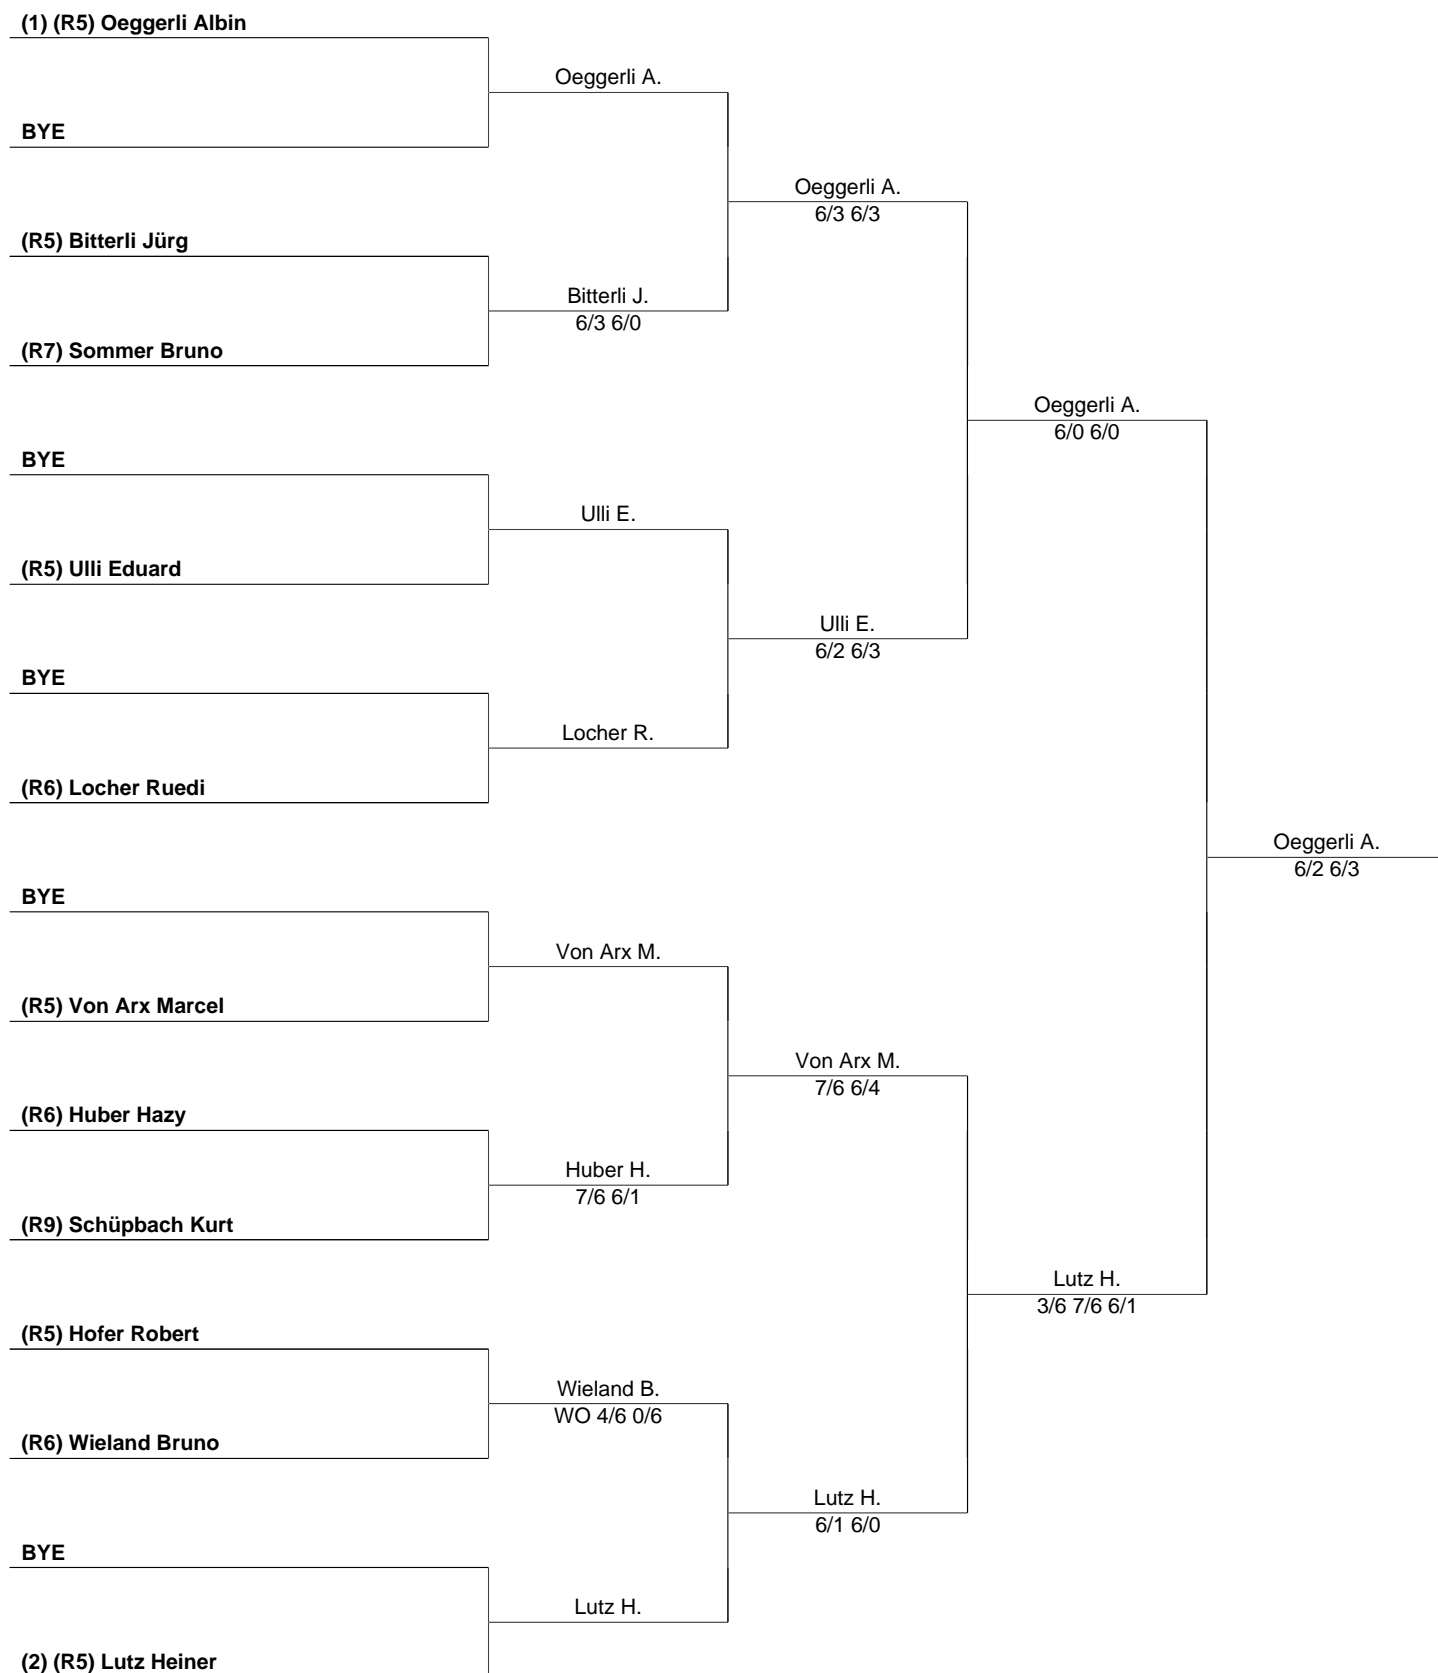 (1) (R5) Oeggerli Albin
Oeggerli A.
BYE
Oeggerli A.
6/3 6/3
(R5) Bitterli Jürg
Bitterli J.
6/3 6/0
(R7) Sommer Bruno
Oeggerli A.
6/0 6/0
BYE
Ulli E.
(R5) Ulli Eduard
Ulli E.
6/2 6/3
BYE
Locher R.
(R6) Locher Ruedi
Oeggerli A.
6/2 6/3
BYE
Von Arx M.
(R5) Von Arx Marcel
Von Arx M.
7/6 6/4
(R6) Huber Hazy
Huber H.
7/6 6/1
(R9) Schüpbach Kurt
Lutz H.
3/6 7/6 6/1
(R5) Hofer Robert
Wieland B.
WO 4/6 0/6
(R6) Wieland Bruno
Lutz H.
6/1 6/0
BYE
Lutz H.
(2) (R5) Lutz Heiner